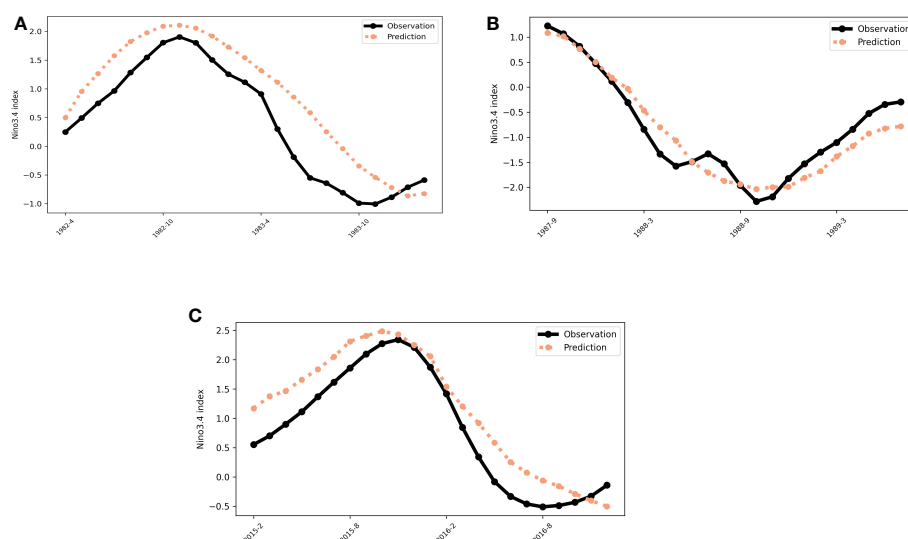 A
Observation
Prediction
2.0
1.5
1.0
0.5
0.0
−0.5
−1.0
Nino3.4 index
1982-4
1982-10
1983-4
1983-10
B
Observation
Prediction
1.0
0.5
0.0
−0.5
−1.0
−1.5
−2.0
Nino3.4 index
1987-9
1988-3
1988-9
1989-3
C
Observation
Prediction
2.5
2.0
1.5
1.0
0.5
0.0
−0.5
Nino3.4 index
2015-2
2015-8
2016-2
2016-8